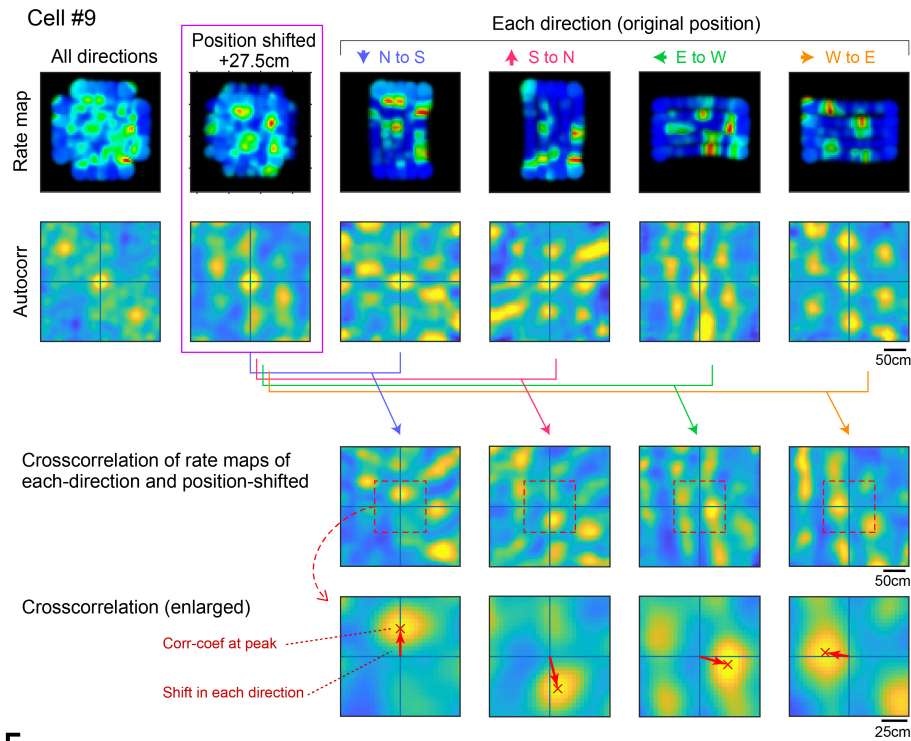 Cell #9
Each direction (original position)
All directions
Position shifted
+27.5cm
N to S
S to N
E to W
W to E
Rate map
Autocorr
50cm
Crosscorrelation of rate maps of
each-direction and position-shifted
50cm
Crosscorrelation (enlarged)
Corr-coef at peak
Shift in each direction
25cm